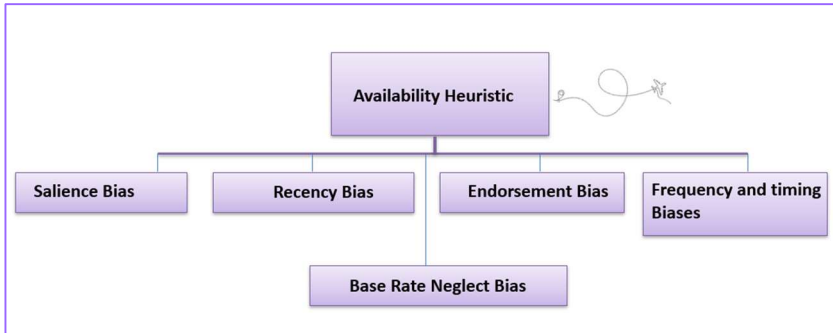 Availability Heuristic
Salience Bias
Recency Bias
Endorsement Bias
Frequency and timing
Biases
Base Rate Neglect Bias